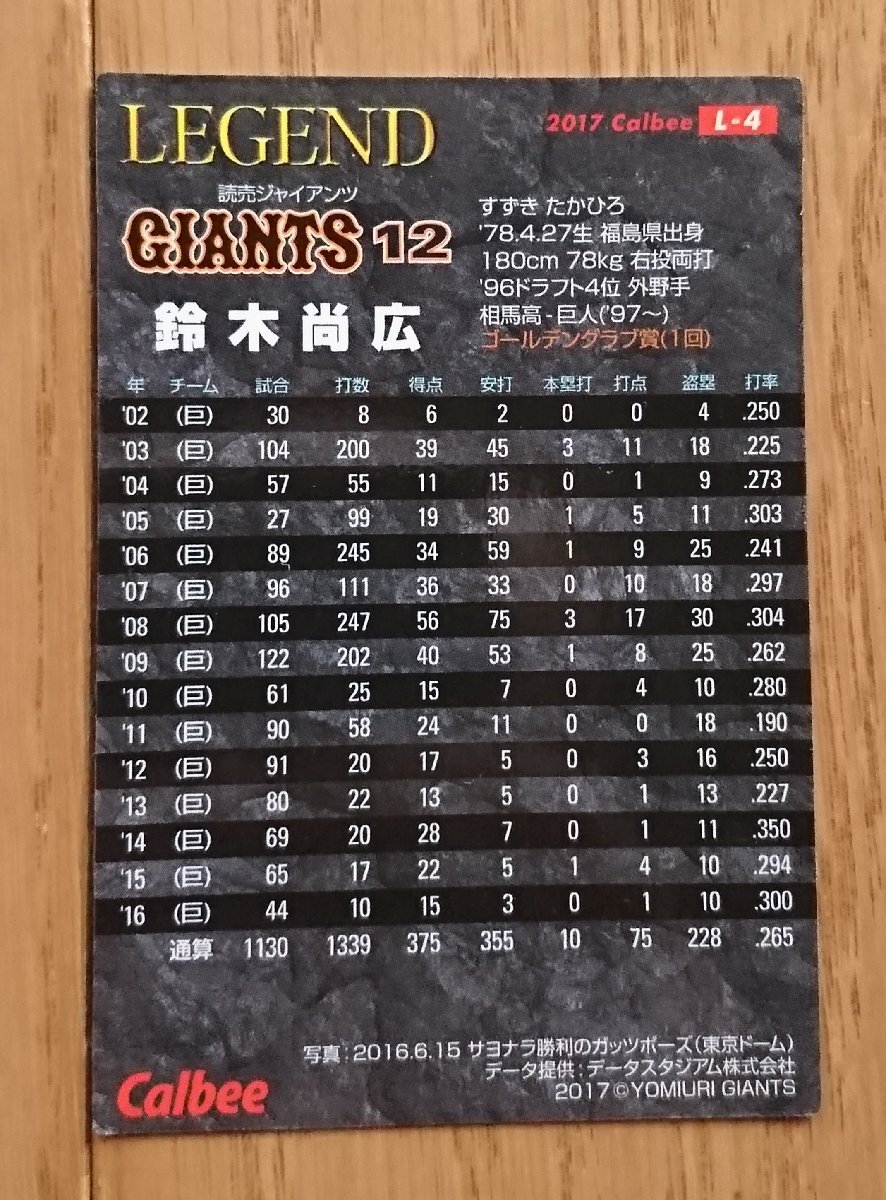 LEGEND
2017 Calbee L-4
読売ジャイアンツ
GIANTS 12
鈴木尚広
すずき たかひろ
'78.4.27生 福島県出身
180cm 78kg 右投両打
'96ドラフト4位 外野手
相馬高-巨人('97〜)
ゴールデングラブ賞(1回)
年 チーム 試合 打数 得点 安打 本塁打 打点 盗塁 打率
'02 (巨) 30 8 6 2 0 0 4 .250
'03 (巨) 104 200 39 45 3 11 18 .225
'04 (巨) 57 55 11 15 0 1 9 .273
'05 (巨) 27 99 19 30 1 5 11 .303
'06 (巨) 89 245 34 59 1 9 25 .241
'07 (巨) 96 111 36 33 0 10 18 .297
'08 (巨) 105 247 56 75 3 17 30 .304
'09 (巨) 122 202 40 53 1 8 25 .262
'10 (巨) 61 25 15 7 0 4 10 .280
'11 (巨) 90 58 24 11 0 0 18 .190
'12 (巨) 91 20 17 5 0 3 16 .250
'13 (巨) 80 22 13 5 0 1 13 .227
'14 (巨) 69 20 28 7 0 1 11 .350
'15 (巨) 65 17 22 5 1 4 10 .294
'16 (巨) 44 10 15 3 0 1 10 .300
通算 1130 1339 375 355 10 75 228 .265
写真:2016.6.15 サヨナラ勝利のガッツポーズ(東京ドーム)
データ提供:データスタジアム株式会社
2017 ©YOMIURI GIANTS
Calbee